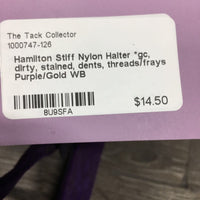 The Tack Collector
1000747-126
Hamilton Stiff Nylon Halter *gc,
dirty, stained, dents, threads/frays
Purple/Gold WB
8U9SFA
$14.50